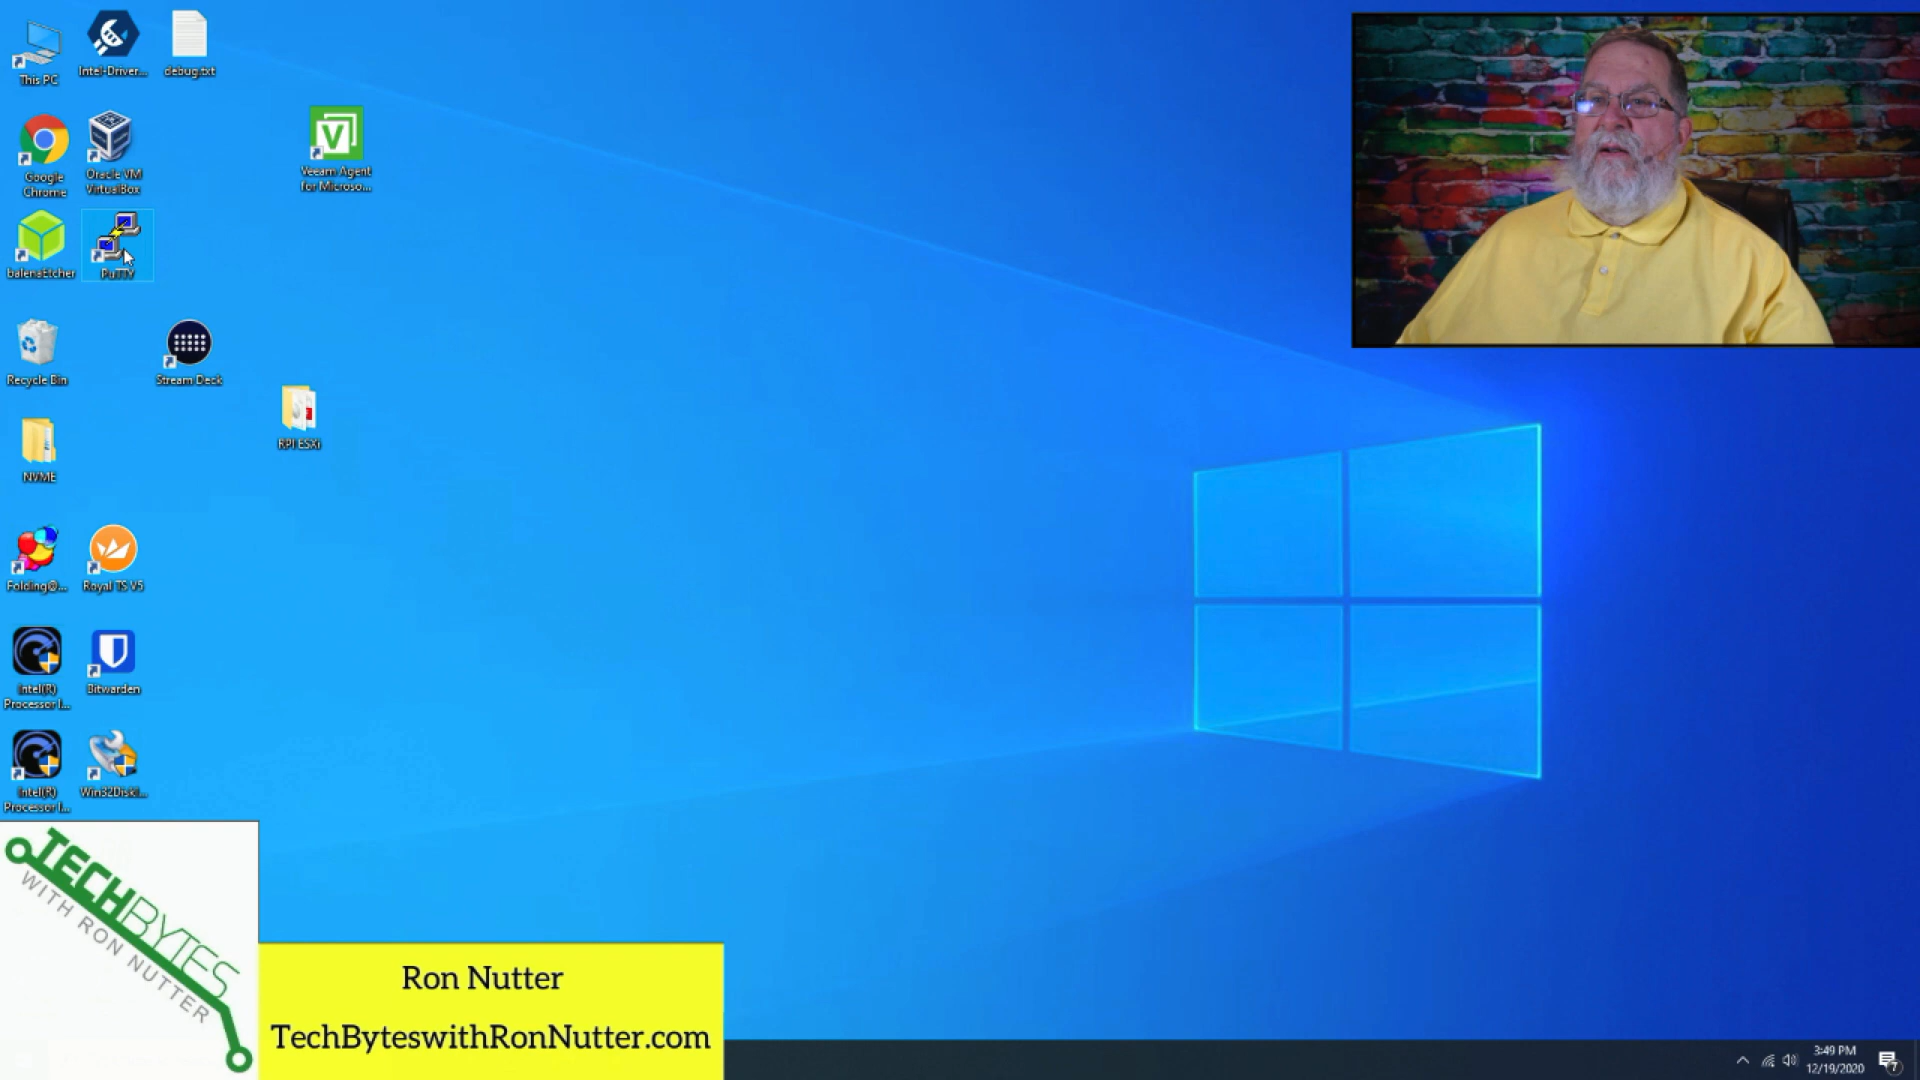 This PC
Intel-Driver...
debug.txt
Google
Chrome
Oracle VM
VirtualBox
Veeam Agent
for Microso...
balenaEtcher
PuTTY
Recycle Bin
Stream Deck
RPI ESXi
NVME
Folding@...
Royal TS V5
Intel(R)
Processor I...
Bitwarden
Intel(R)
Processor I...
Win32DiskI...
TECHBYTES
WITH RON NUTTER
Ron Nutter
TechByteswithRonNutter.com
3:49 PM
12/19/2020
7